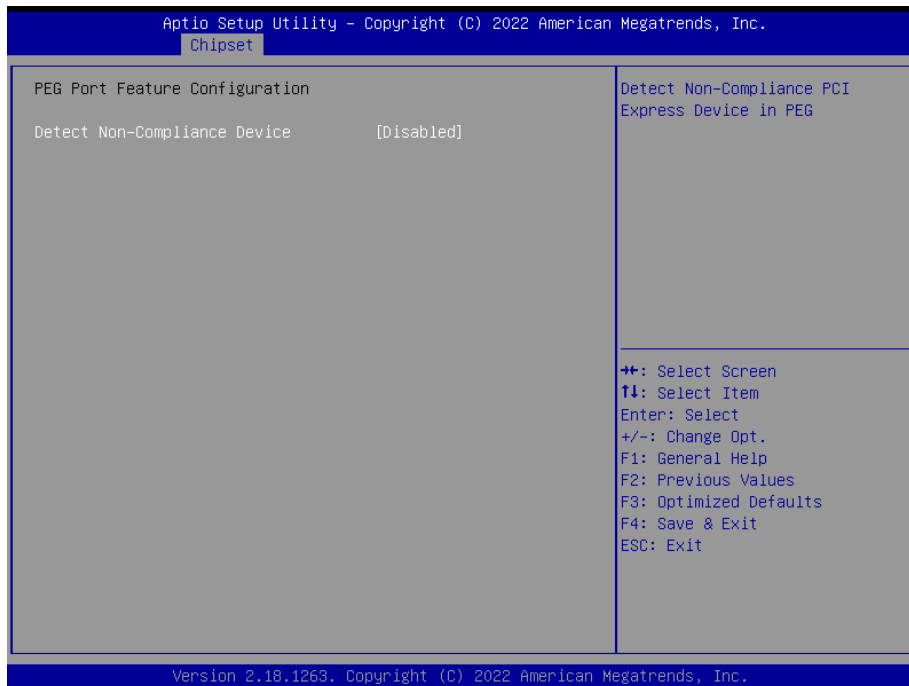 Aptio Setup Utility – Copyright (C) 2022 American Megatrends, Inc.
Chipset
PEG Port Feature Configuration
Detect Non-Compliance Device [Disabled]
Detect Non-Compliance PCI
Express Device in PEG
→←: Select Screen
↑↓: Select Item
Enter: Select
+/-: Change Opt.
F1: General Help
F2: Previous Values
F3: Optimized Defaults
F4: Save & Exit
ESC: Exit
Version 2.18.1263. Copyright (C) 2022 American Megatrends, Inc.